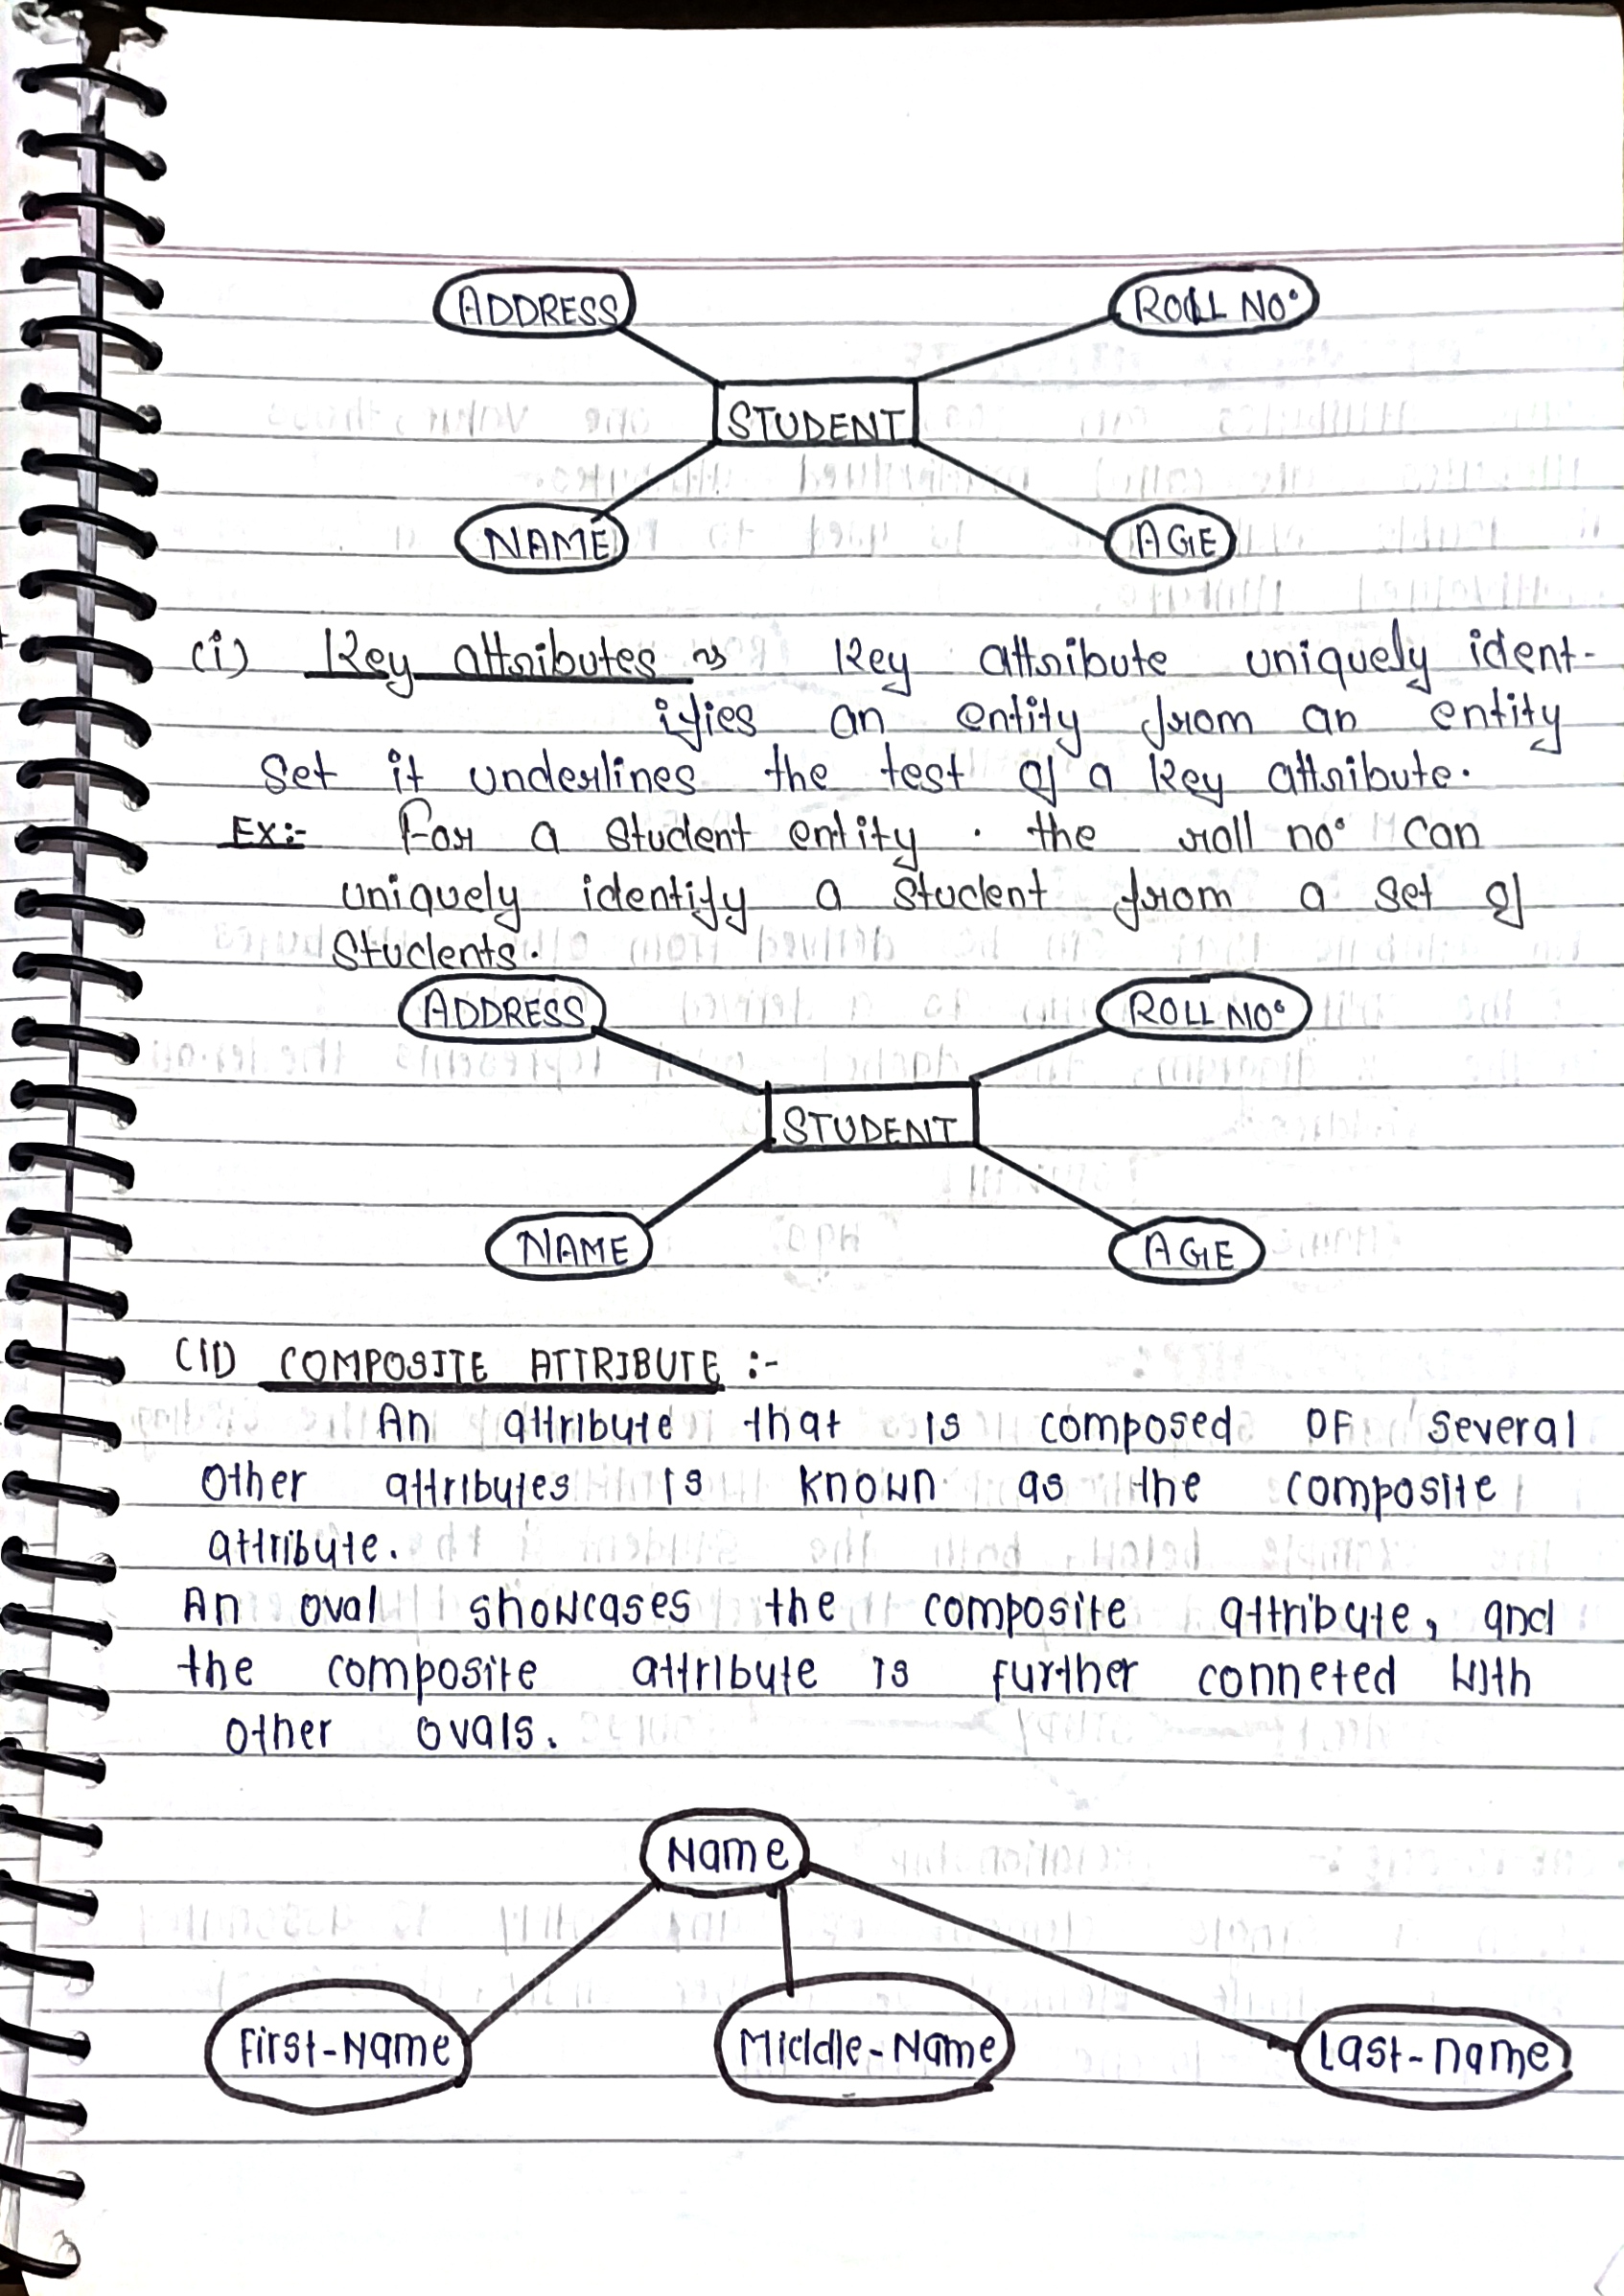 ADDRESS ROLL NO.
STUDENT
NAME AGE
(i) Key attributes ~> Key attribute uniquely ident-
ifies an entity from an entity
Set it underlines the test of a key attribute.
Ex:- For a Student entity . the roll no. can
uniquely identify a student from a set of
Students.
ADDRESS ROLL NO.
STUDENT
NAME AGE
(II) COMPOSITE ATTRIBUTE :-
An attribute that is composed OF several
other attributes is known as the composite
attribute.
An oval showcases the composite attribute, and
the composite attribute is further conneted with
other ovals.
Name
First-Name Middle-Name Last-name